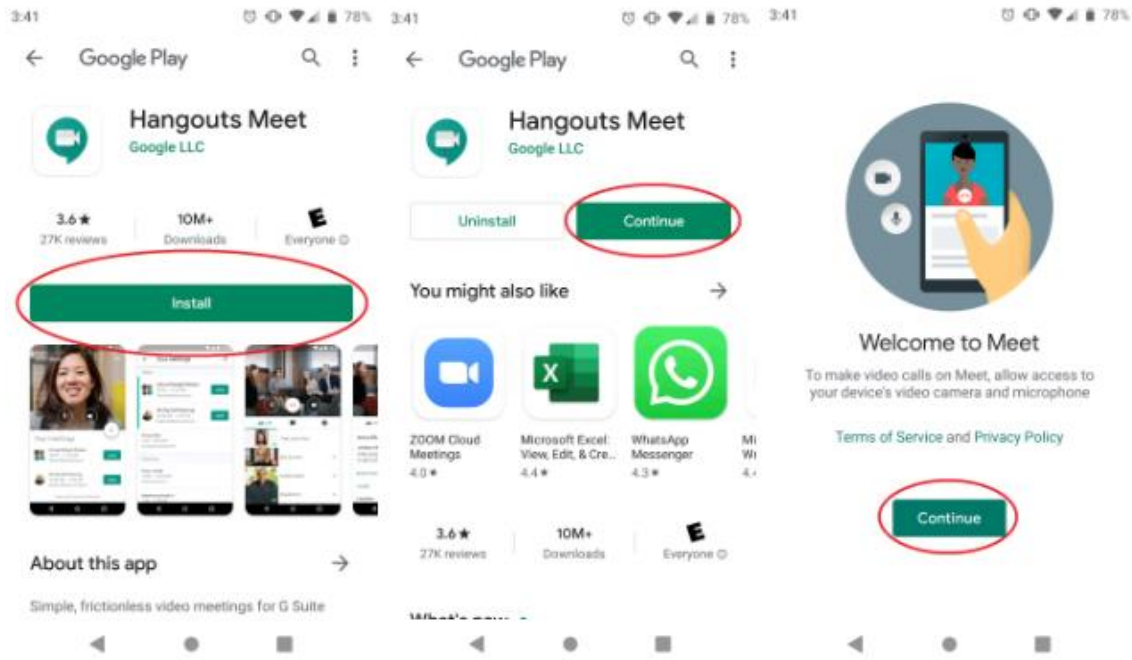 3:41
78%
Google Play
Hangouts Meet
Google LLC
3.6★
10M+
27K reviews
Downloads
Everyone
Install
Your meetings
About this app
Simple, frictionless video meetings for G Suite
3:41
78%
Google Play
Hangouts Meet
Google LLC
Uninstall
Continue
You might also like
ZOOM Cloud
Meetings
4.0★
Microsoft Excel:
View, Edit, & Cre..
4.4★
WhatsApp
Messenger
4.3★
3.6★
10M+
27K reviews
Downloads
Everyone
What's new
3:41
78%
Welcome to Meet
To make video calls on Meet, allow access to
your device's video camera and microphone
Terms of Service and Privacy Policy
Continue